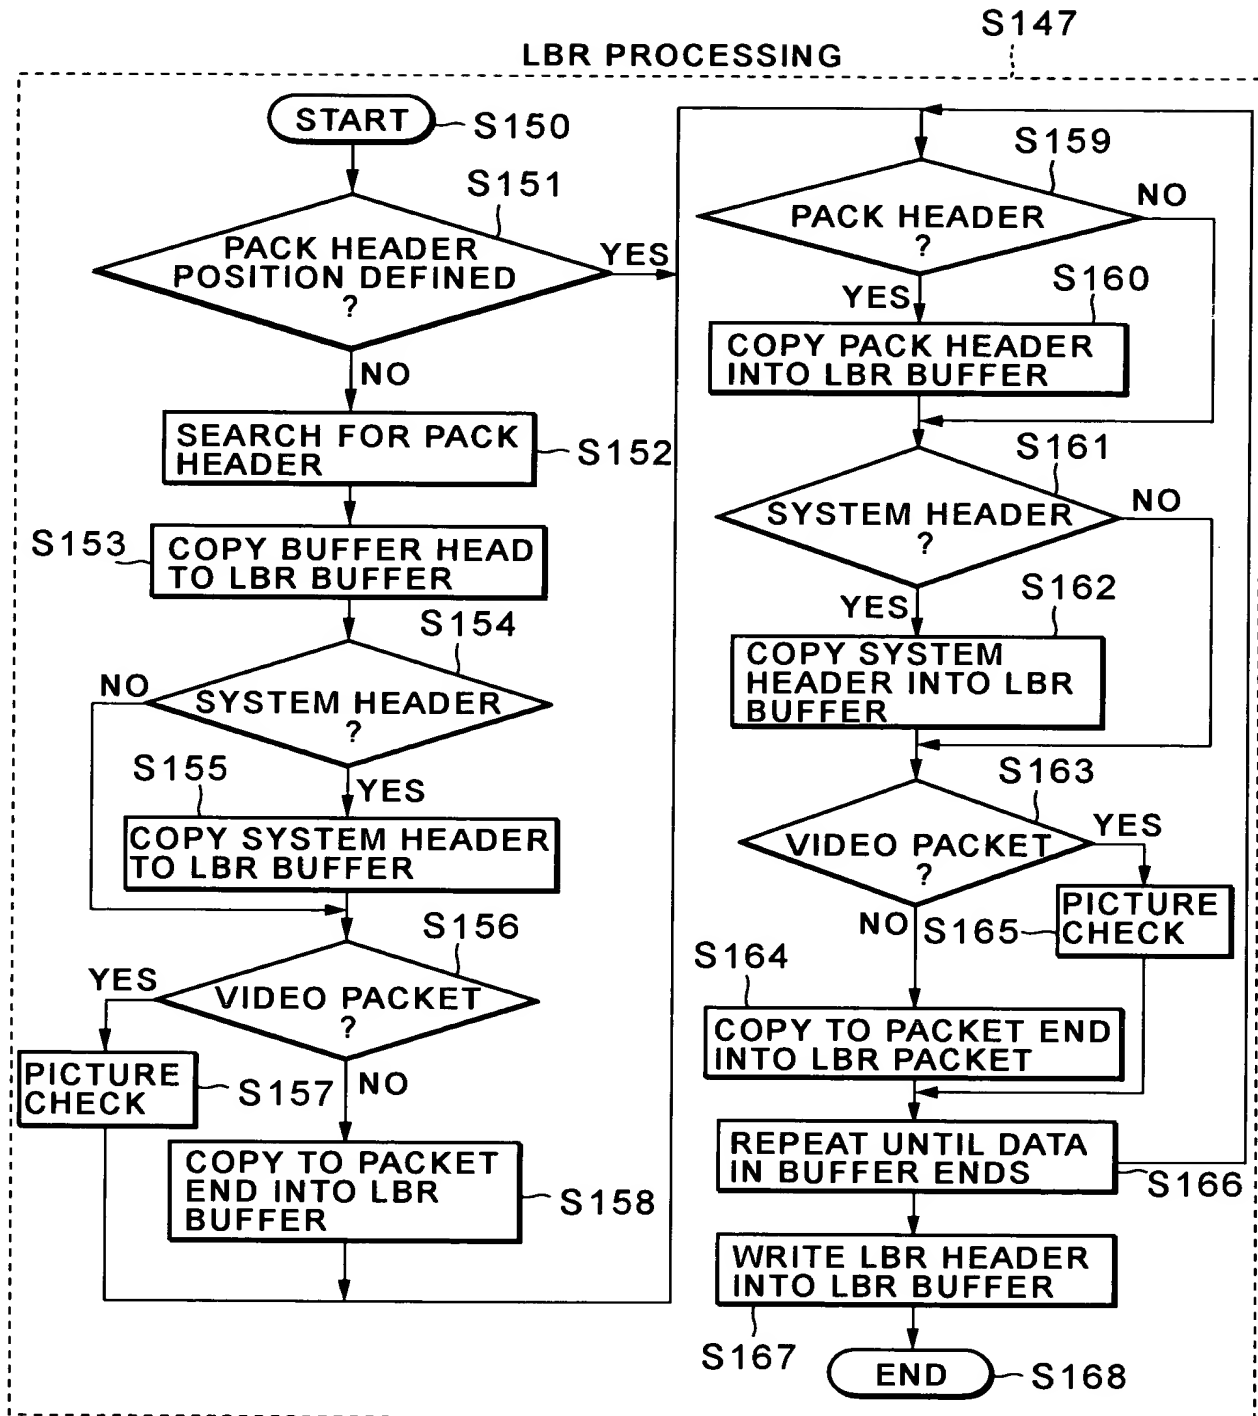 S147
LBR PROCESSING
START
S150
S151
PACK HEADER
POSITION DEFINED
?
YES
NO
SEARCH FOR PACK
HEADER
S152
S153
COPY BUFFER HEAD
TO LBR BUFFER
S154
NO
SYSTEM HEADER
?
S155
YES
COPY SYSTEM HEADER
TO LBR BUFFER
S156
YES
VIDEO PACKET
?
PICTURE
CHECK
S157
NO
COPY TO PACKET
END INTO LBR
BUFFER
S158
S159
NO
PACK HEADER
?
S160
YES
COPY PACK HEADER
INTO LBR BUFFER
S161
NO
SYSTEM HEADER
?
S162
YES
COPY SYSTEM
HEADER INTO LBR
BUFFER
S163
YES
VIDEO PACKET
?
NO
S165
PICTURE
CHECK
S164
COPY TO PACKET END
INTO LBR PACKET
REPEAT UNTIL DATA
IN BUFFER ENDS
S166
WRITE LBR HEADER
INTO LBR BUFFER
S167
END
S168